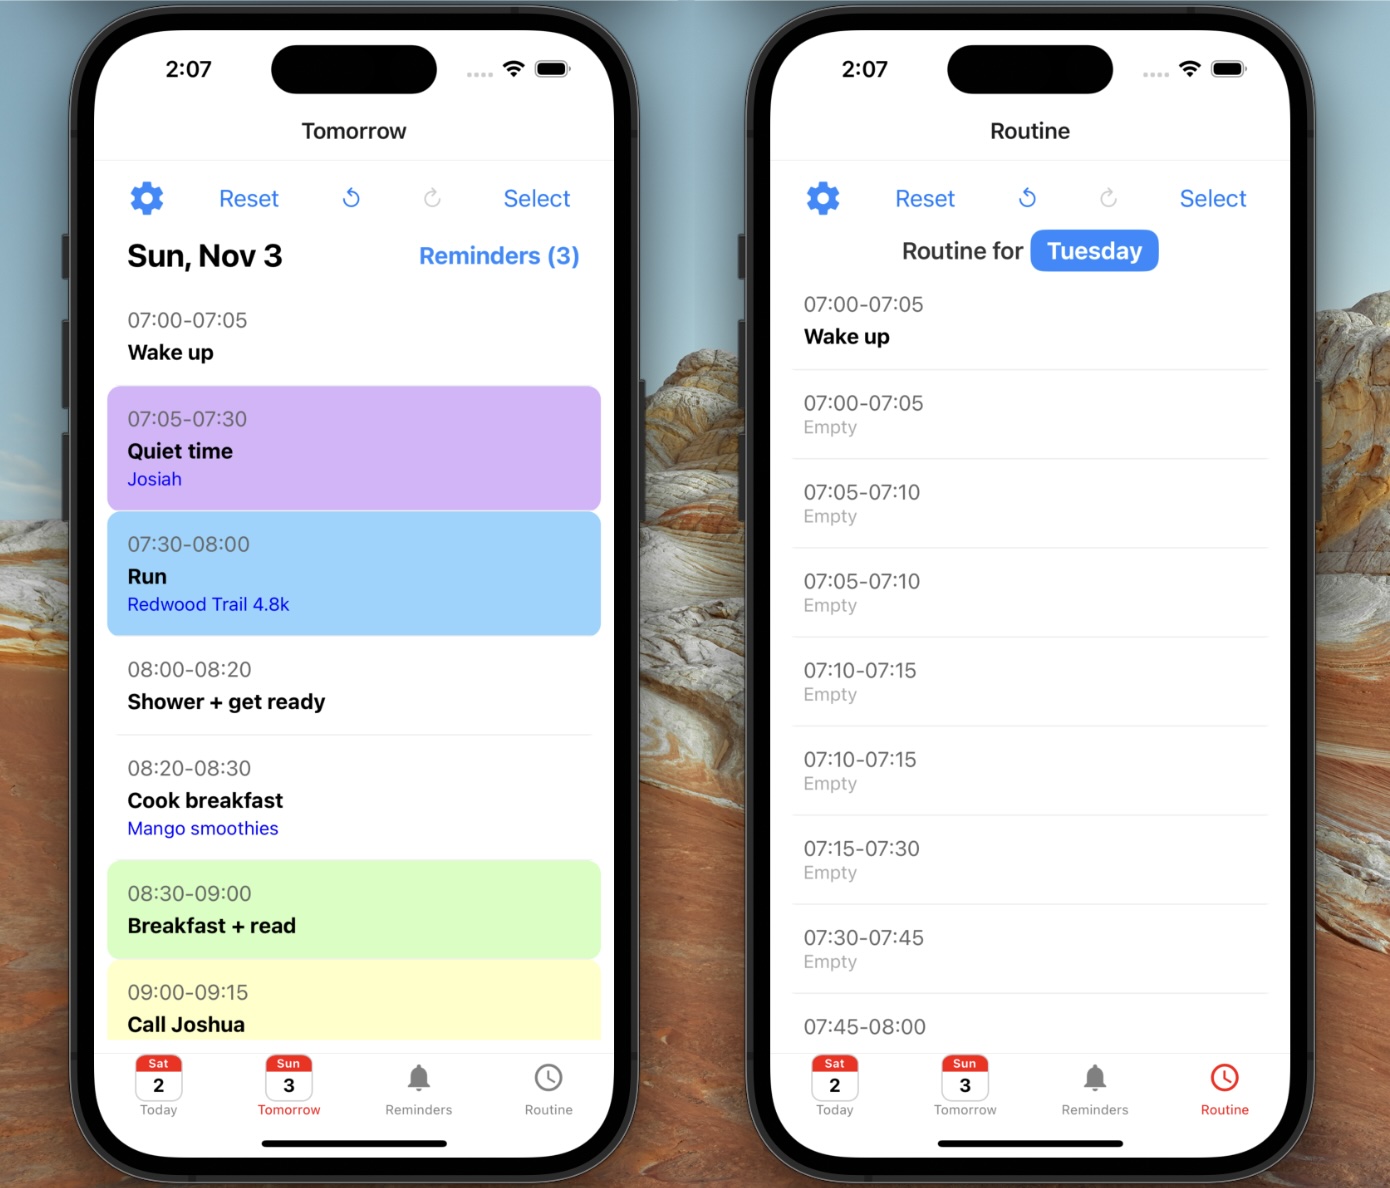 2:07
Tomorrow
Reset
Select
Sun, Nov 3
Reminders (3)
07:00-07:05
Wake up
07:05-07:30
Quiet time
Josiah
07:30-08:00
Run
Redwood Trail 4.8k
08:00-08:20
Shower + get ready
08:20-08:30
Cook breakfast
Mango smoothies
08:30-09:00
Breakfast + read
09:00-09:15
Call Joshua
Sat
2
Today
Sun
3
Tomorrow
Reminders
Routine
2:07
Routine
Reset
Select
Routine for Tuesday
07:00-07:05
Wake up
07:00-07:05
Empty
07:05-07:10
Empty
07:05-07:10
Empty
07:10-07:15
Empty
07:10-07:15
Empty
07:15-07:30
Empty
07:30-07:45
Empty
07:45-08:00
Sat
2
Today
Sun
3
Tomorrow
Reminders
Routine